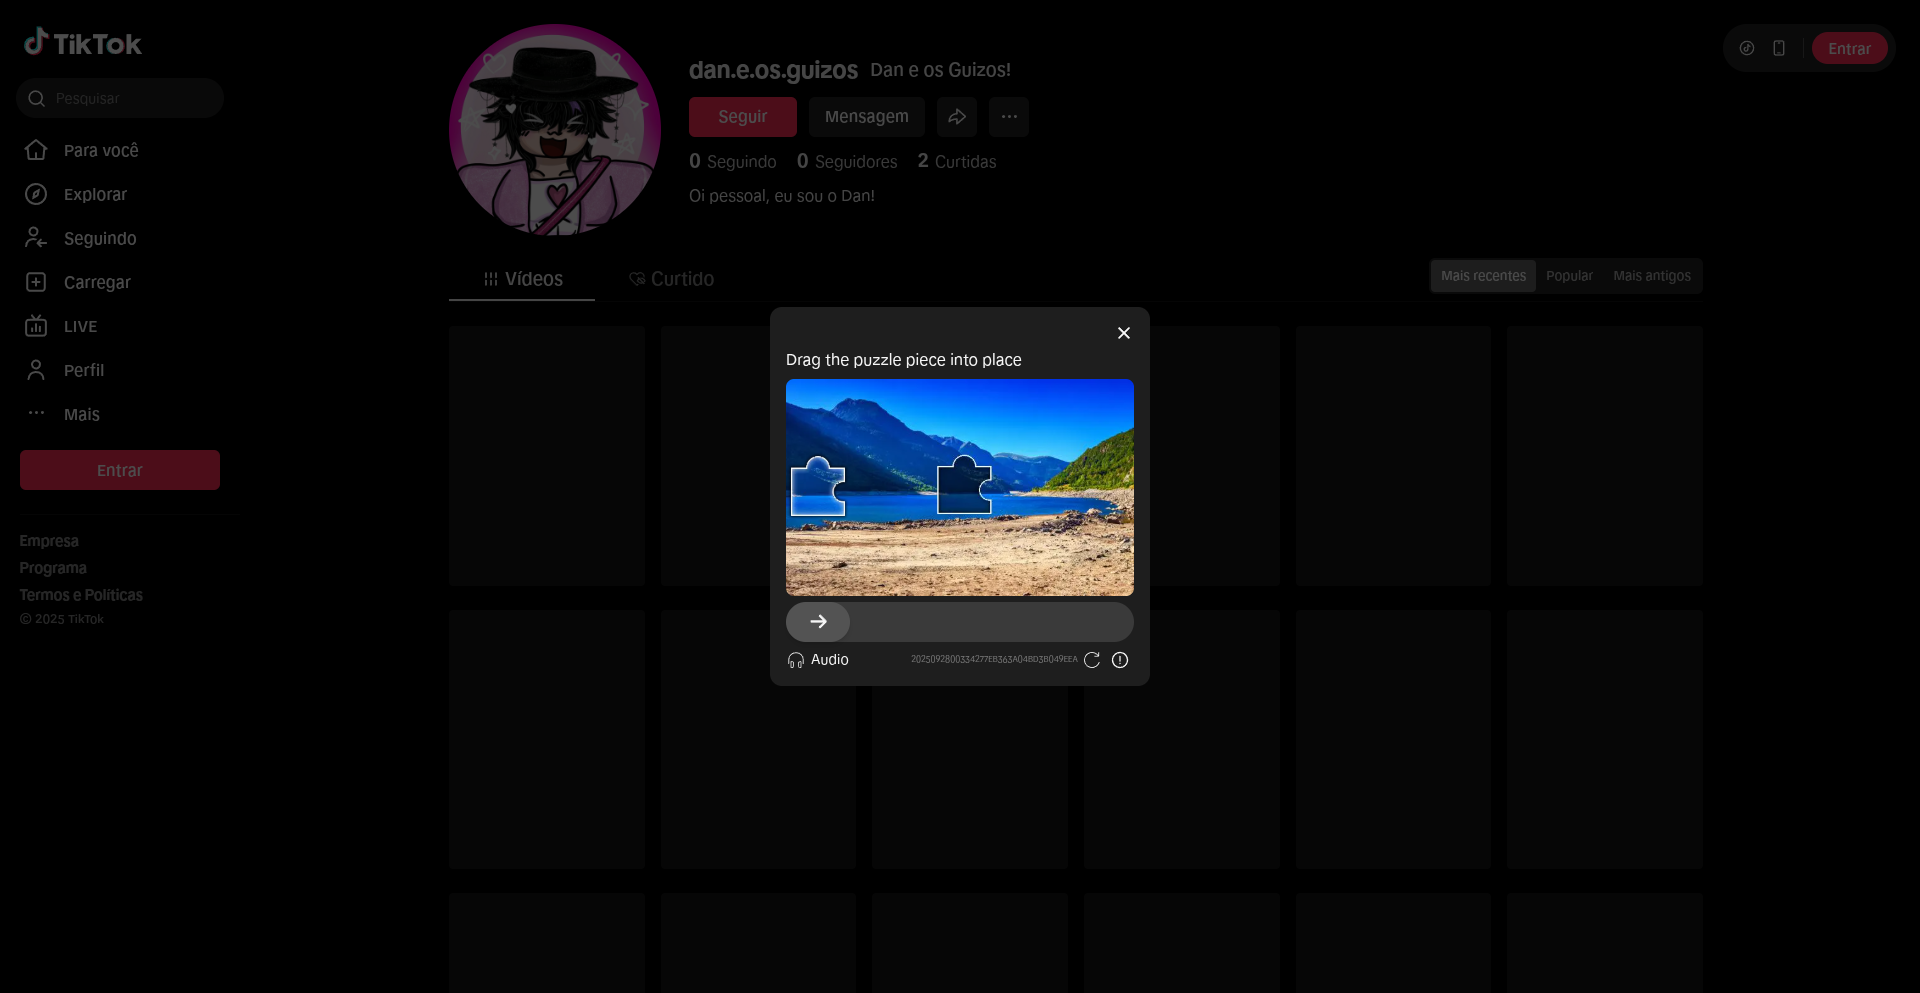 TikTok
Pesquisar
Para você
Explorar
Seguindo
Carregar
LIVE
Perfil
Mais
Entrar
Empresa
Programa
Termos e Políticas
© 2025 TikTok
dan.e.os.guizos Dan e os Guizos!
Seguir Mensagem
0 Seguindo 0 Seguidores 2 Curtidas
Oi pessoal, eu sou o Dan!
Entrar
Vídeos Curtido
Mais recentes Popular Mais antigos
Drag the puzzle piece into place
Audio 202509280033427 7EB363A04BD3B049EEA